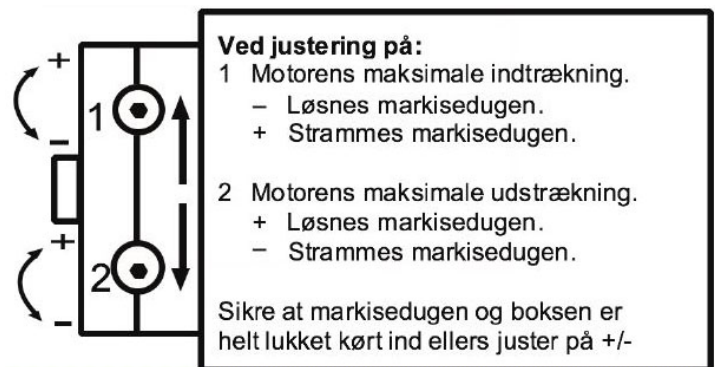 Ved justering på:
1 Motorens maksimale indtrækning.
– Løsnes markisedugen.
+ Strammes markisedugen.
2 Motorens maksimale udstrækning.
+ Løsnes markisedugen.
– Strammes markisedugen.
Sikre at markisedugen og boksen er
helt lukket kørt ind ellers juster på +/-
+
1
–
+
2
–